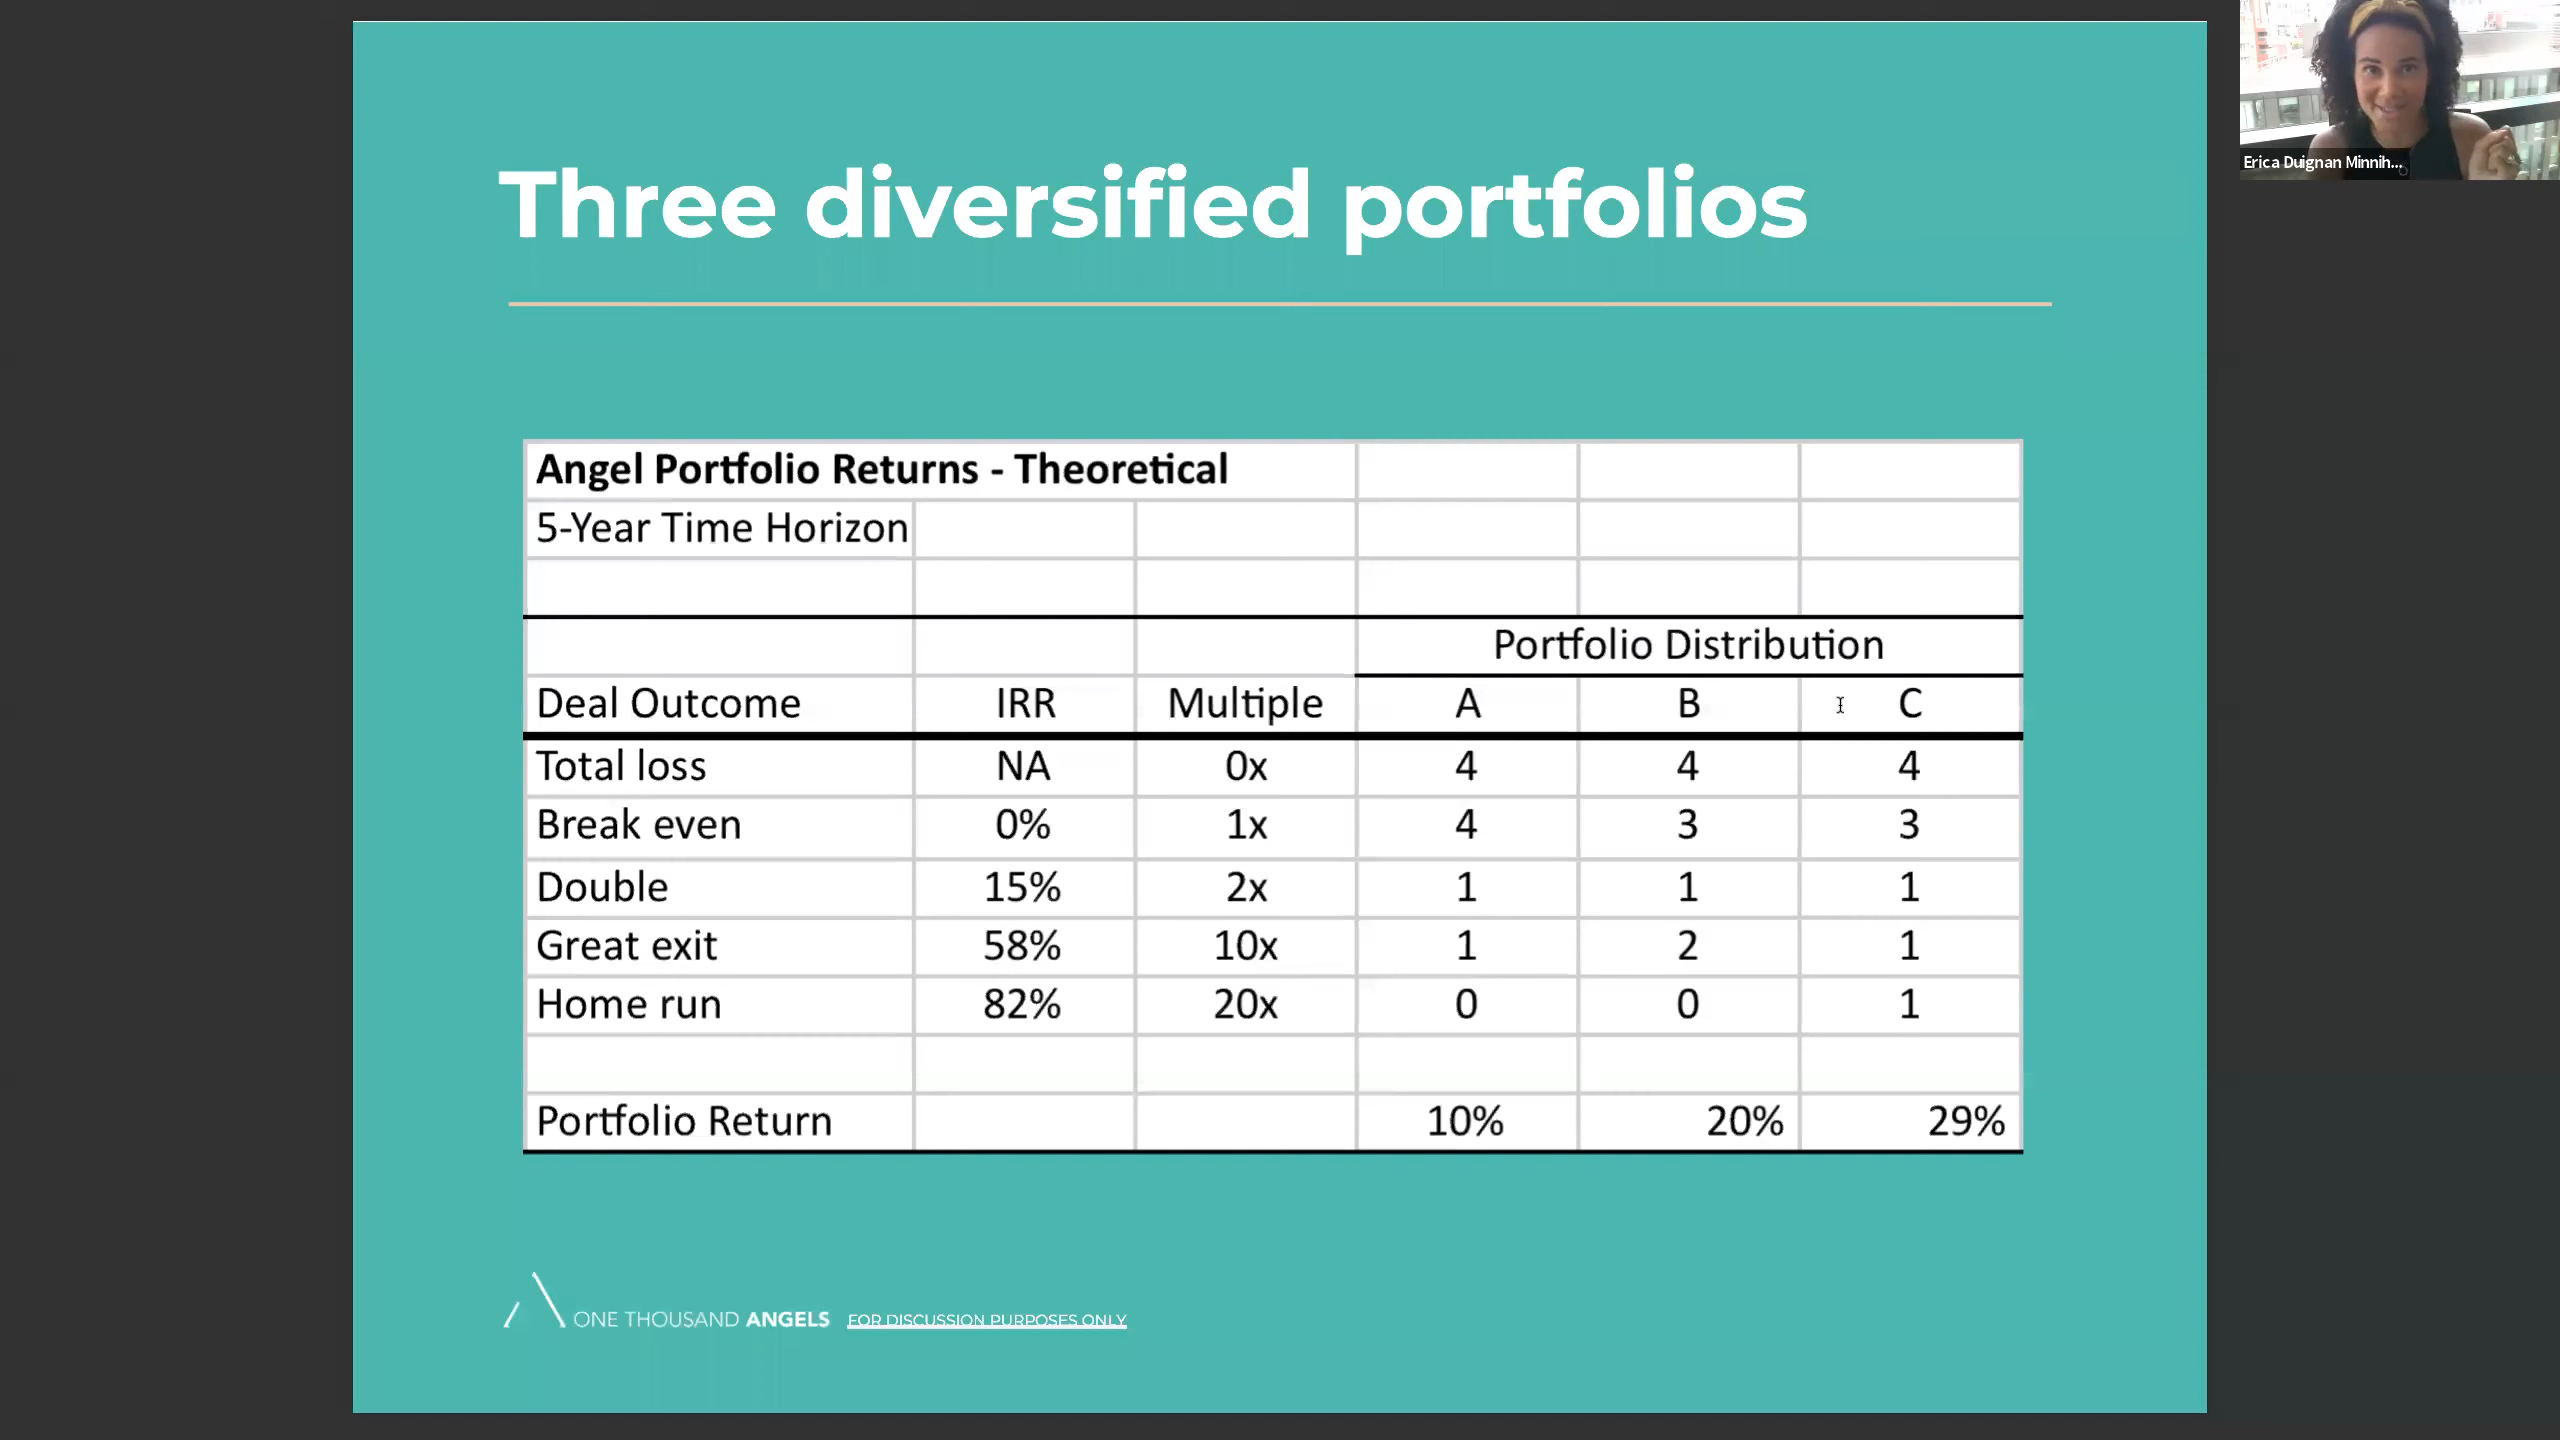 Three diversified portfolios
Erica Duignan Minnih...
Angel Portfolio Returns - Theoretical
5-Year Time Horizon
Portfolio Distribution
Deal Outcome IRR Multiple A B C
Total loss NA 0x 4 4 4
Break even 0% 1x 4 3 3
Double 15% 2x 1 1 1
Great exit 58% 10x 1 2 1
Home run 82% 20x 0 0 1
Portfolio Return 10% 20% 29%
ONE THOUSAND ANGELS FOR DISCUSSION PURPOSES ONLY